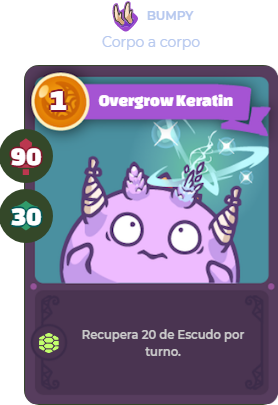 BUMPY
Corpo a corpo
1 Overgrow Keratin
90
30
Recupera 20 de Escudo por
turno.